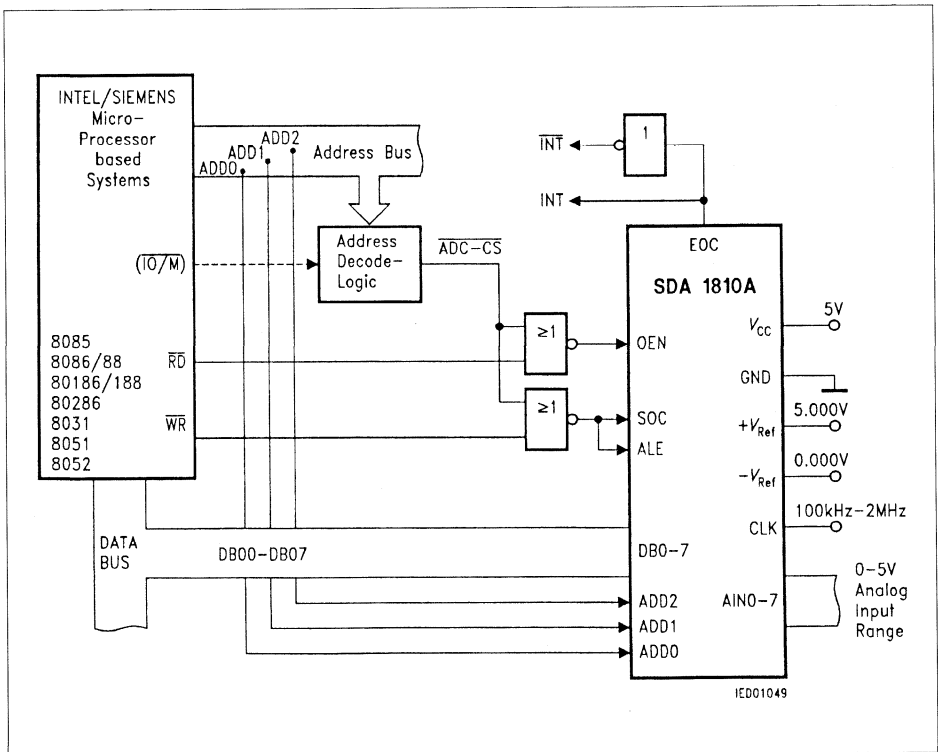 INTEL/SIEMENS
Micro-
Processor
based
Systems
ADD2
ADD1
ADD0
Address Bus
(IO/M)
Address
Decode-
Logic
ADC-CS
INT
1
INT
EOC
SDA 1810A
8085
8086/88
80186/188
80286
8031
8051
8052
RD
WR
≥1
≥1
OEN
SOC
ALE
VCC
5V
GND
+VRef
5.000V
-VRef
0.000V
CLK
100kHz-2MHz
DATA
BUS
DB00-DB07
DB0-7
ADD2
ADD1
ADD0
AIN0-7
0-5V
Analog
Input
Range
IED01049